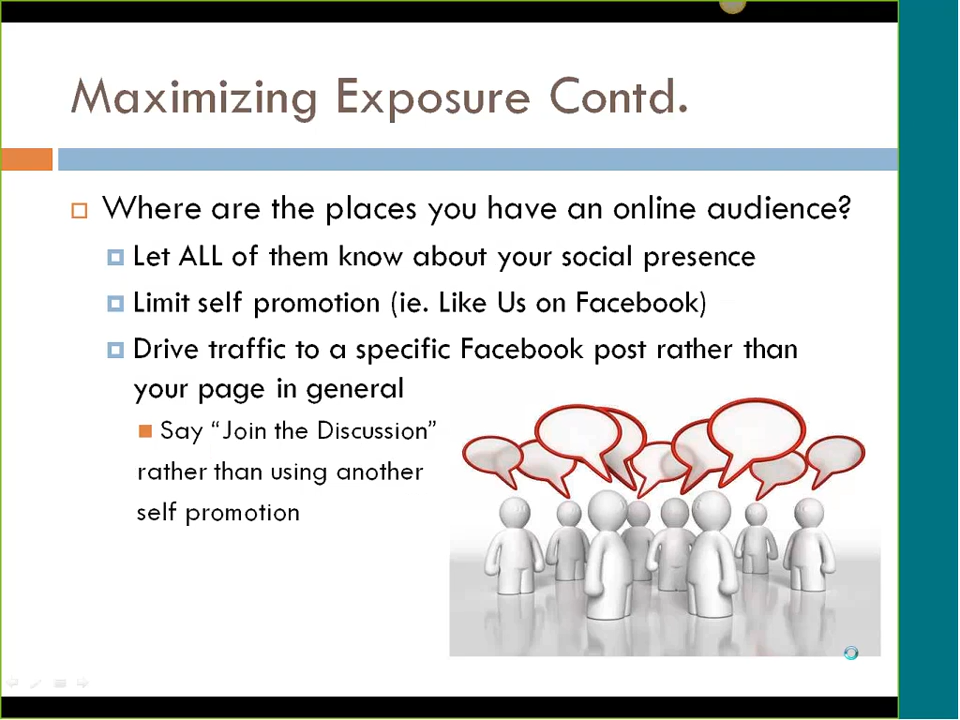 Maximizing Exposure Contd.
Where are the places you have an online audience?
Let ALL of them know about your social presence
Limit self promotion (ie. Like Us on Facebook)
Drive traffic to a specific Facebook post rather than
your page in general
Say “Join the Discussion”
rather than using another
self promotion